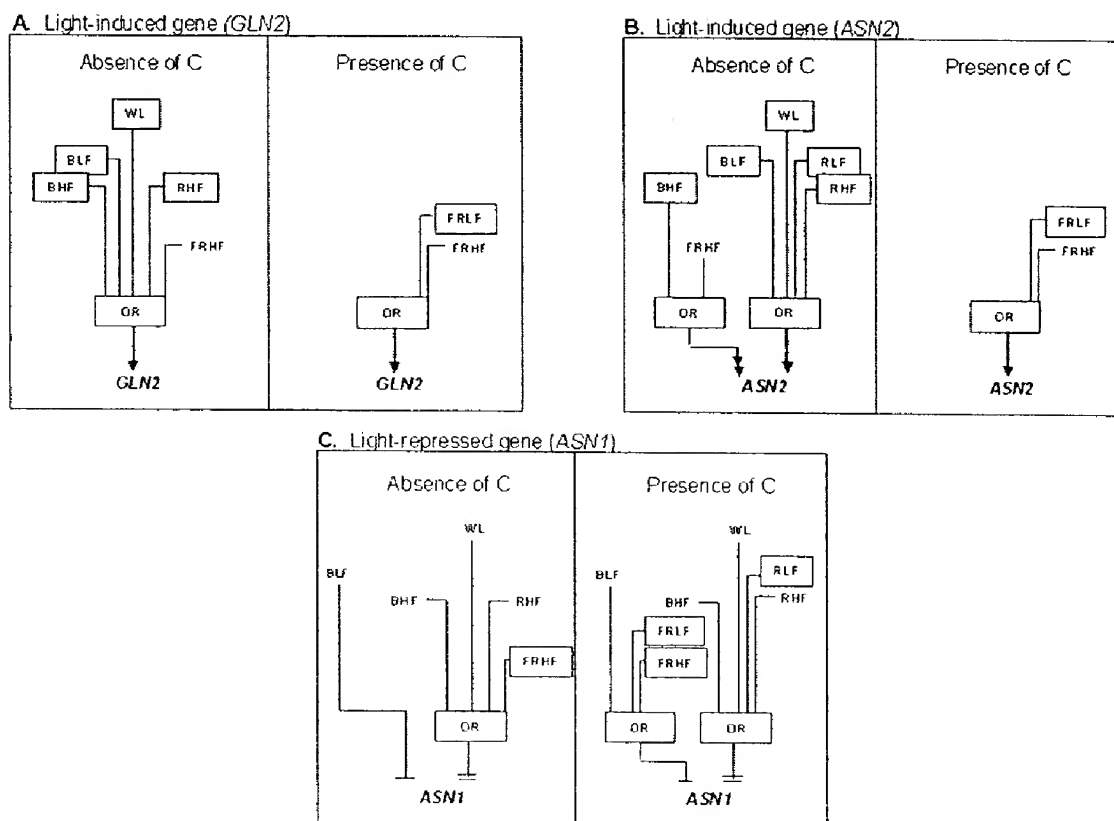 A. Light-induced gene (GLN2)
Absence of C
WL
BLF
BHF
RHF
FRHF
OR
GLN2
Presence of C
FRLF
FRHF
OR
GLN2
B. Light-induced gene (ASN2)
Absence of C
WL
BLF
RLF
BHF
RHF
FRHF
OR
OR
ASN2
Presence of C
FRLF
FRHF
OR
ASN2
C. Light-repressed gene (ASN1)
Absence of C
WL
BLF
BHF
RHF
FRHF
OR
ASN1
Presence of C
WL
BLF
RLF
BHF
RHF
FRLF
FRHF
OR
OR
ASN1